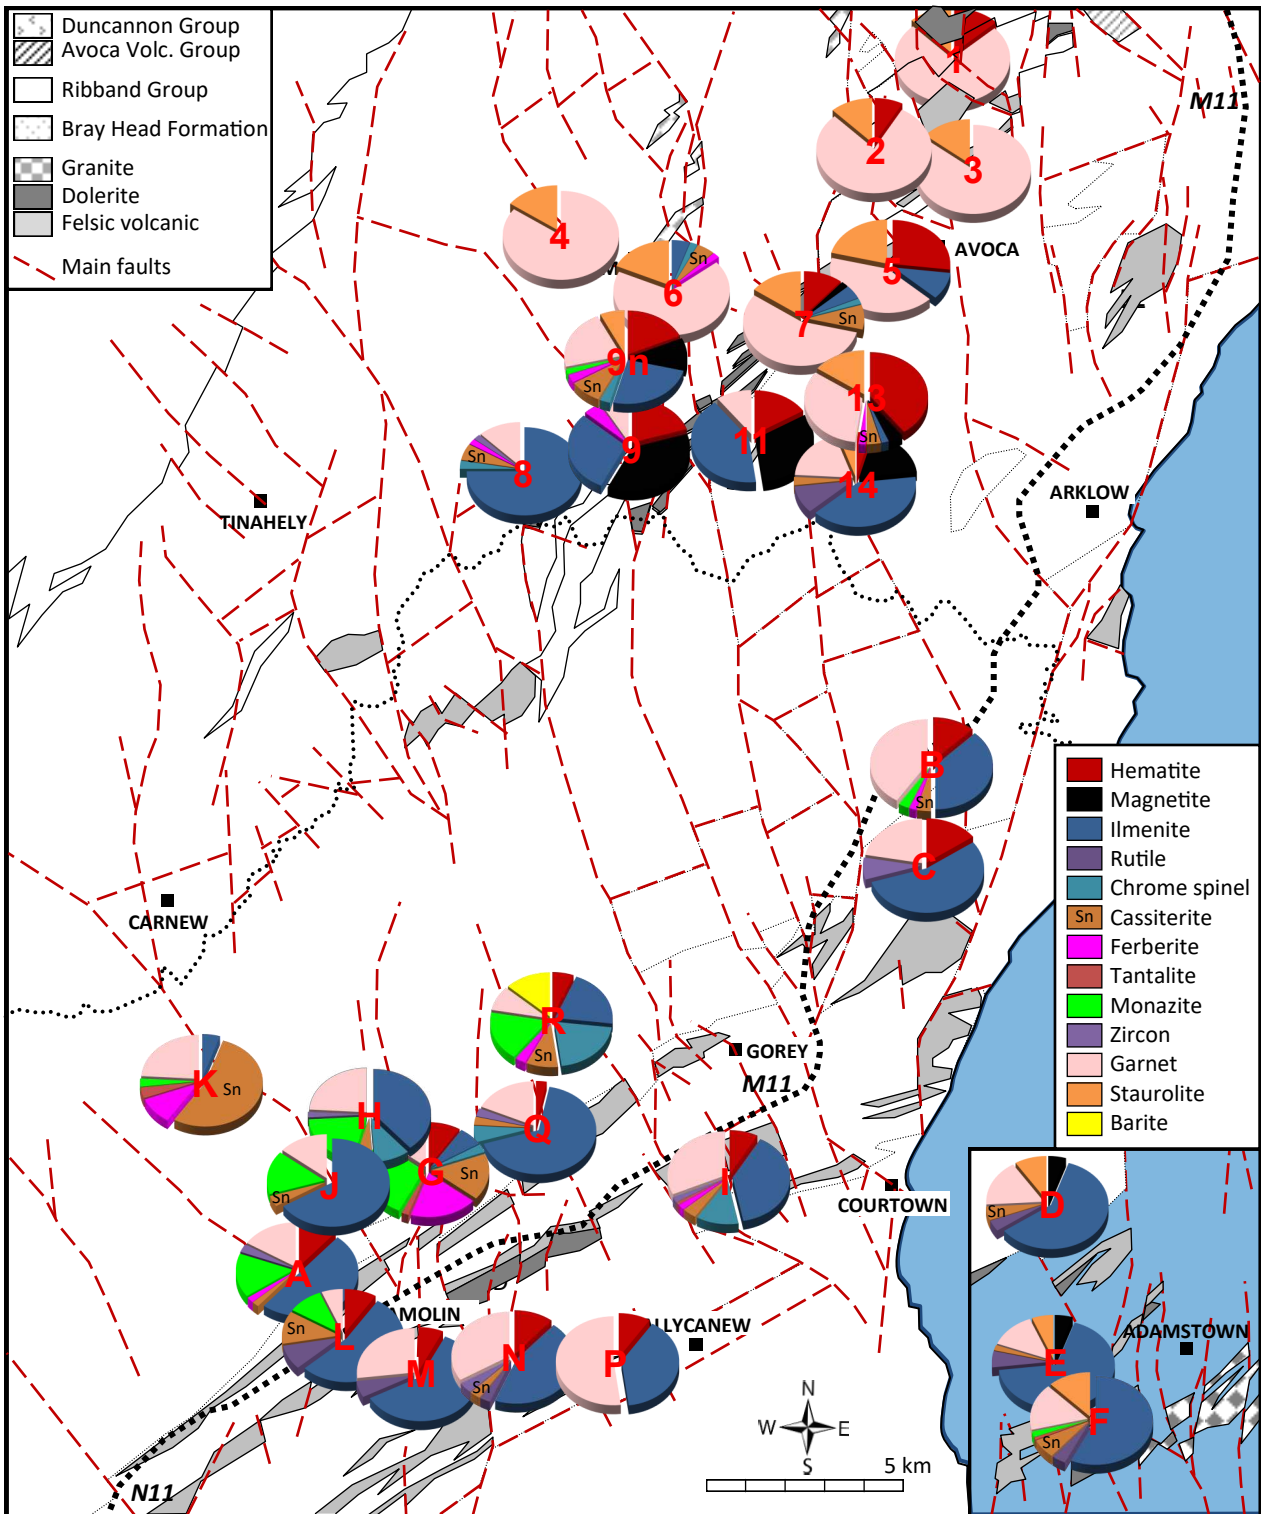 Duncannon Group
Avoca Volc. Group
Ribband Group
Bray Head Formation
Granite
Dolerite
Felsic volcanic
Main faults
M11
1
2
3
4
AVOCA
5
Sn
6
7
Sn
9n
Sn
13
Sn
9
11
8
Sn
14
ARKLOW
TINAHELY
B
Sn
C
Hematite
Magnetite
Ilmenite
Rutile
Chrome spinel
Sn Cassiterite
Ferberite
Tantalite
Monazite
Zircon
Garnet
Staurolite
Barite
CARNEW
R
Sn
GOREY
M11
K
Sn
H
Q
G
Sn
J
Sn
I
COURTOWN
A
D
Sn
L
Sn
AMOLIN
LLYCANEW
ADAMSTOWN
M
N
Sn
P
E
F
Sn
N
W E
S
5 km
N11